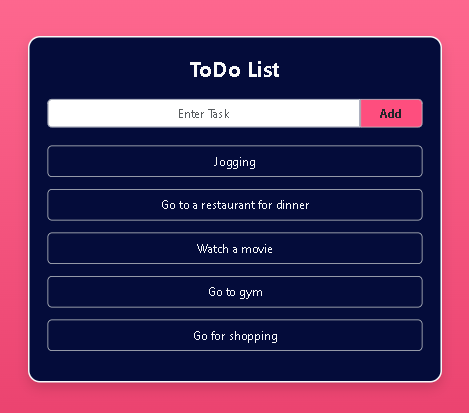 ToDo List
Enter Task
Add
Jogging
Go to a restaurant for dinner
Watch a movie
Go to gym
Go for shopping